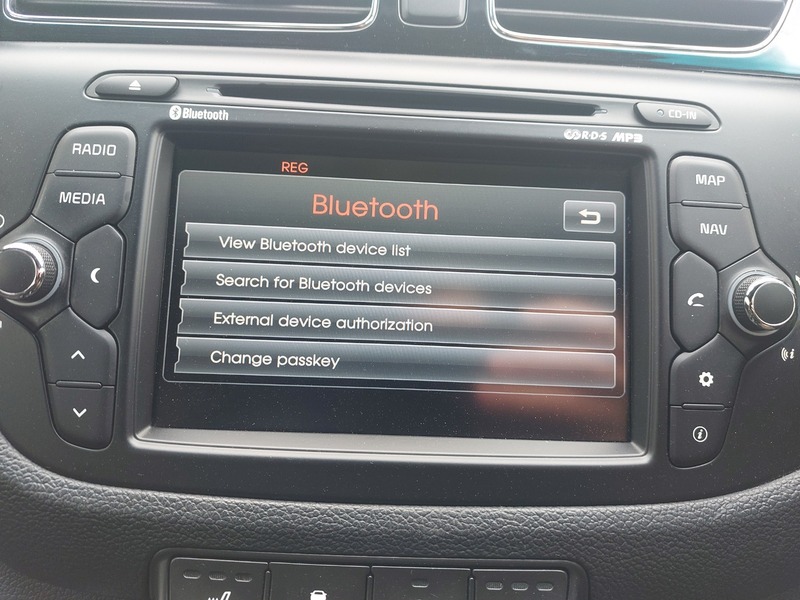 Bluetooth
CD-IN
R·D·S MP3
RADIO
MEDIA
MAP
NAV
REG
Bluetooth
View Bluetooth device list
Search for Bluetooth devices
External device authorization
Change passkey